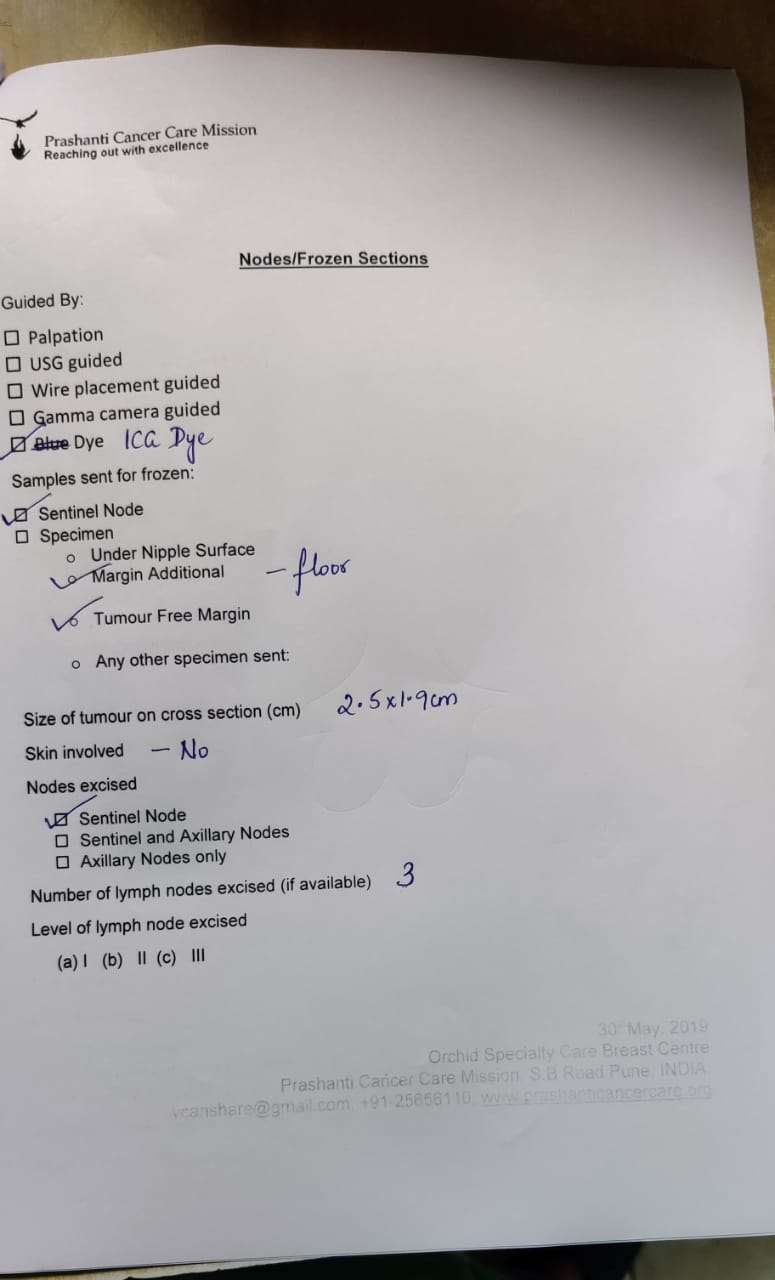 Prashanti Cancer Care Mission
Reaching out with excellence
Nodes/Frozen Sections
Guided By:
☐ Palpation
☐ USG guided
☐ Wire placement guided
☐ Gamma camera guided
☑ Blue Dye ICG Dye
Samples sent for frozen:
☑ Sentinel Node
☐ Specimen
o Under Nipple Surface
✓o Margin Additional – floor
✓o Tumour Free Margin
o Any other specimen sent:
Size of tumour on cross section (cm) 2.5x1.9cm
Skin involved – No
Nodes excised
☑ Sentinel Node
☐ Sentinel and Axillary Nodes
☐ Axillary Nodes only
Number of lymph nodes excised (if available) 3
Level of lymph node excised
(a) I (b) II (c) III
30th May, 2019
Orchid Specialty Care Breast Centre
Prashanti Cancer Care Mission. S.B Road Pune, INDIA.
vcanshare@gmail.com, +91-25656110, www.prashanticancercare.org